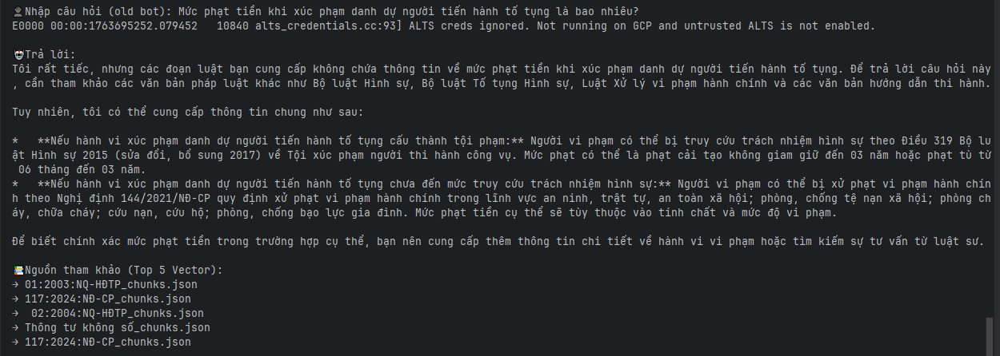 Nhập câu hỏi (old bot): Mức phạt tiền khi xúc phạm danh dự người tiến hành tố tụng là bao nhiêu?
E0000 00:00:1763695252.079452   10840 alts_credentials.cc:93] ALTS creds ignored. Not running on GCP and untrusted ALTS is not enabled.
Trả lời:
Tôi rất tiếc, nhưng các đoạn luật bạn cung cấp không chứa thông tin về mức phạt tiền khi xúc phạm danh dự người tiến hành tố tụng. Để trả lời câu hỏi này
, cần tham khảo các văn bản pháp luật khác như Bộ luật Hình sự, Bộ luật Tố tụng Hình sự, Luật Xử lý vi phạm hành chính và các văn bản hướng dẫn thi hành.
Tuy nhiên, tôi có thể cung cấp thông tin chung như sau:
*   **Nếu hành vi xúc phạm danh dự người tiến hành tố tụng cấu thành tội phạm:** Người vi phạm có thể bị truy cứu trách nhiệm hình sự theo Điều 319 Bộ lu
ật Hình sự 2015 (sửa đổi, bổ sung 2017) về Tội xúc phạm người thi hành công vụ. Mức phạt có thể là phạt cải tạo không giam giữ đến 03 năm hoặc phạt tù từ
06 tháng đến 03 năm.
*   **Nếu hành vi xúc phạm danh dự người tiến hành tố tụng chưa đến mức truy cứu trách nhiệm hình sự:** Người vi phạm có thể bị xử phạt vi phạm hành chín
h theo Nghị định 144/2021/NĐ-CP quy định xử phạt vi phạm hành chính trong lĩnh vực an ninh, trật tự, an toàn xã hội; phòng, chống tệ nạn xã hội; phòng ch
áy, chữa cháy; cứu nạn, cứu hộ; phòng, chống bạo lực gia đình. Mức phạt tiền cụ thể sẽ tùy thuộc vào tính chất và mức độ vi phạm.
Để biết chính xác mức phạt tiền trong trường hợp cụ thể, bạn nên cung cấp thêm thông tin chi tiết về hành vi vi phạm hoặc tìm kiếm sự tư vấn từ luật sư.
Nguồn tham khảo (Top 5 Vector):
→ 01:2003:NQ-HĐTP_chunks.json
→ 117:2024:NĐ-CP_chunks.json
→  02:2004:NQ-HĐTP_chunks.json
→ Thông tư không số_chunks.json
→ 117:2024:NĐ-CP_chunks.json